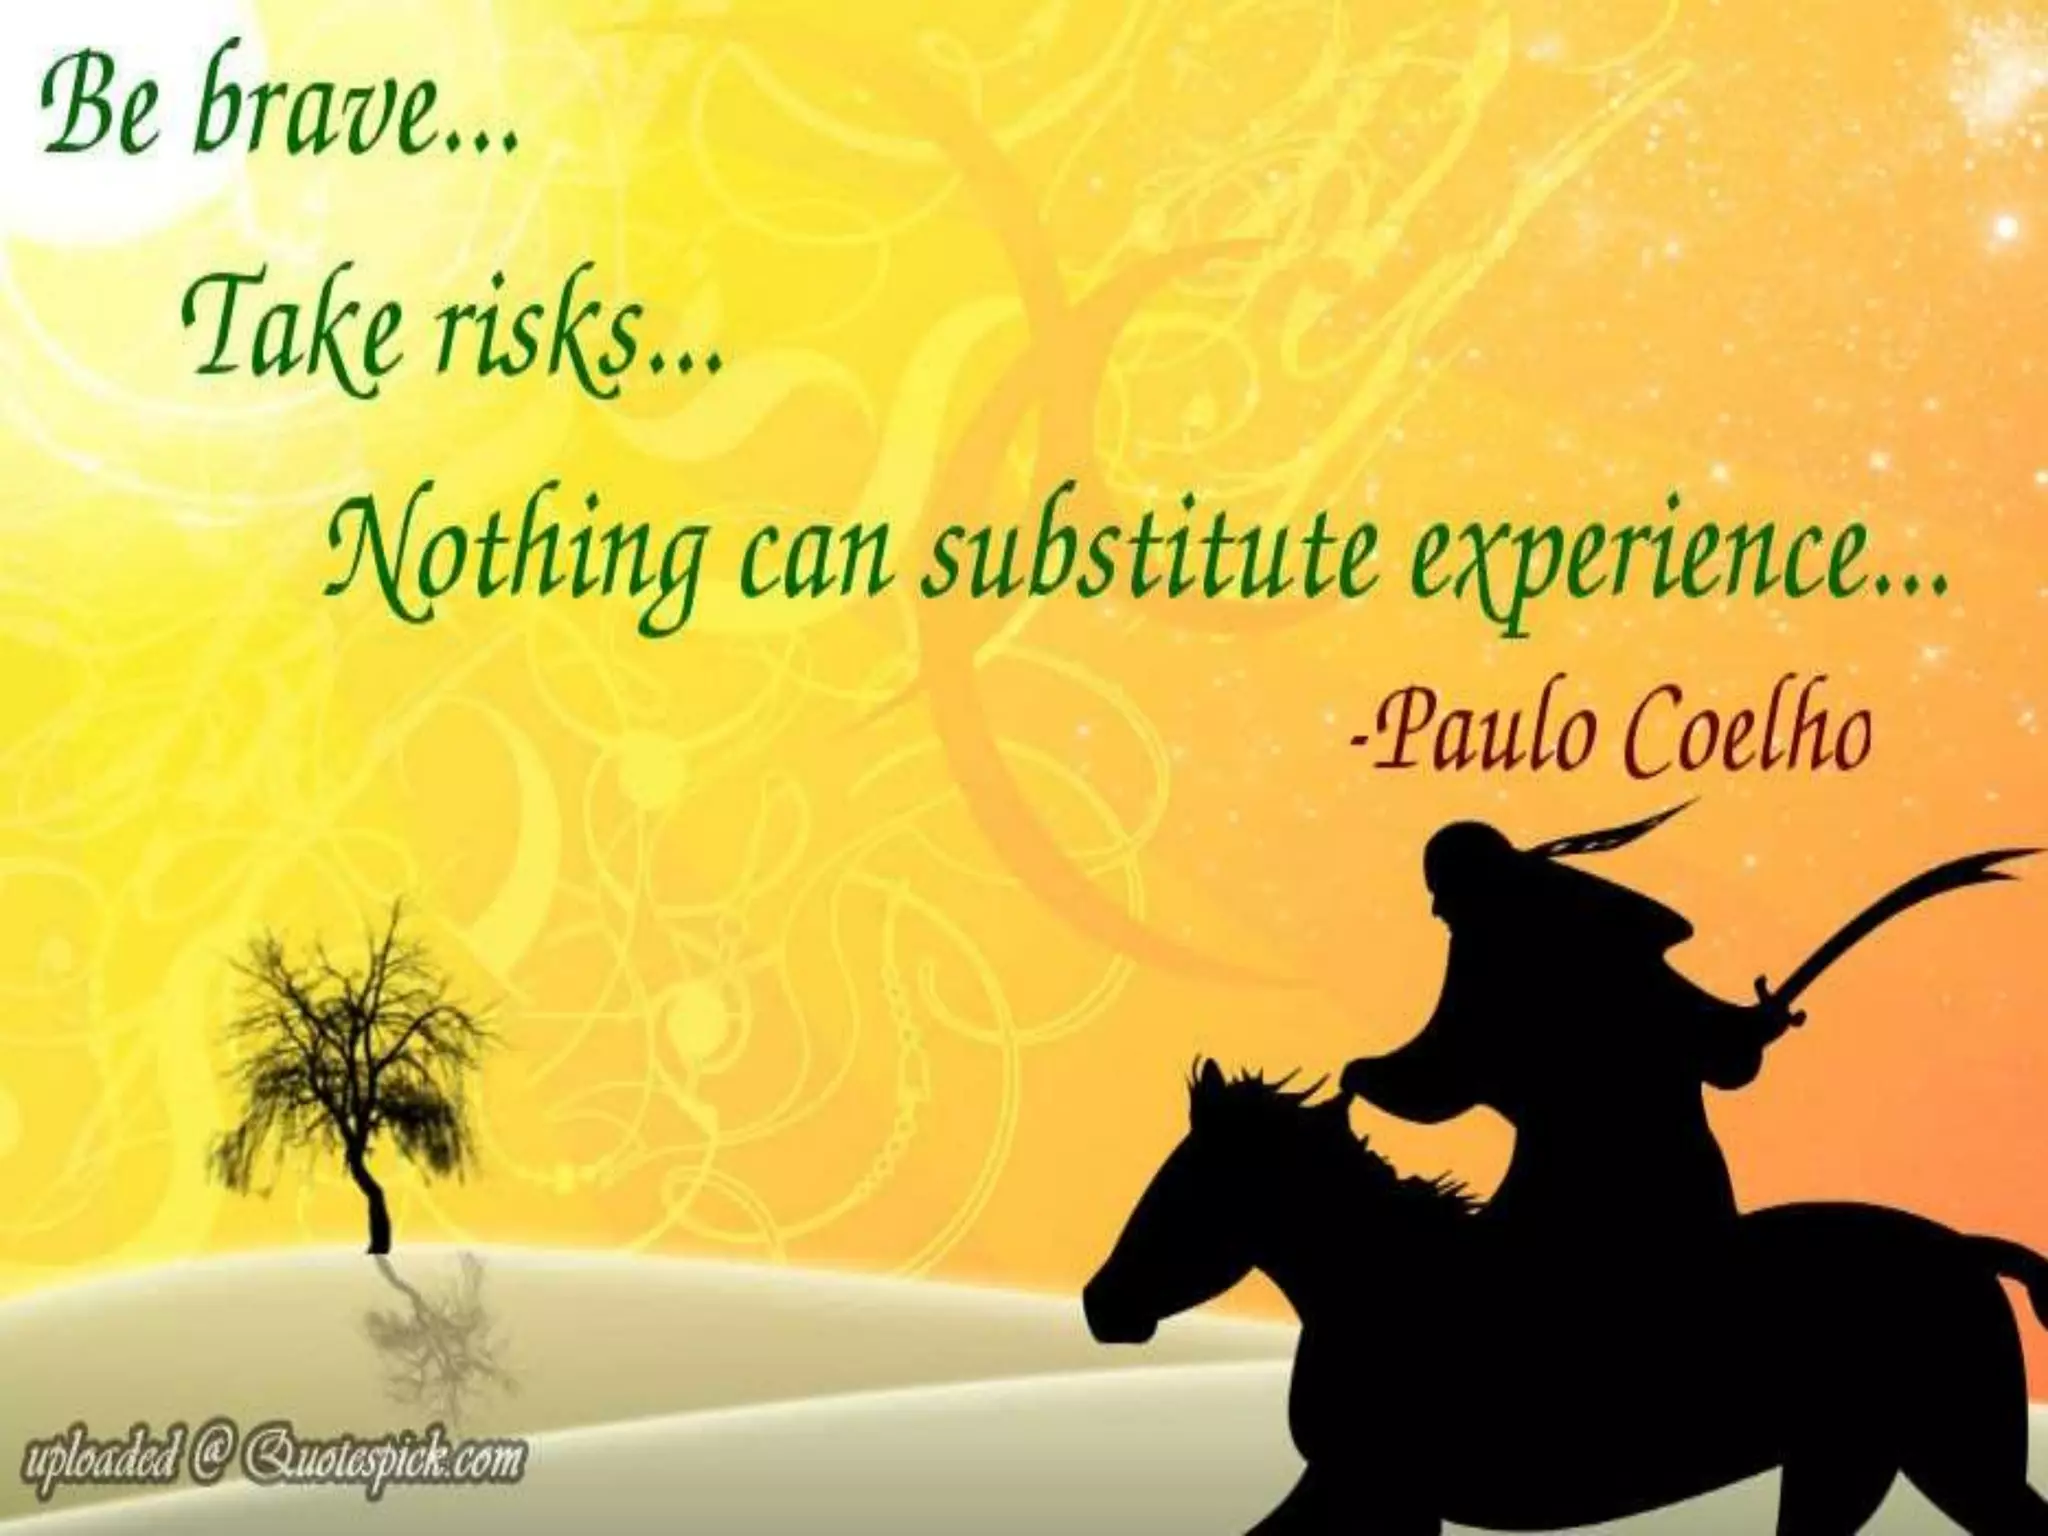 Be brave...
Take risks...
Nothing can substitute experience...
-Paulo Coelho
uploaded @ Quotespick.com